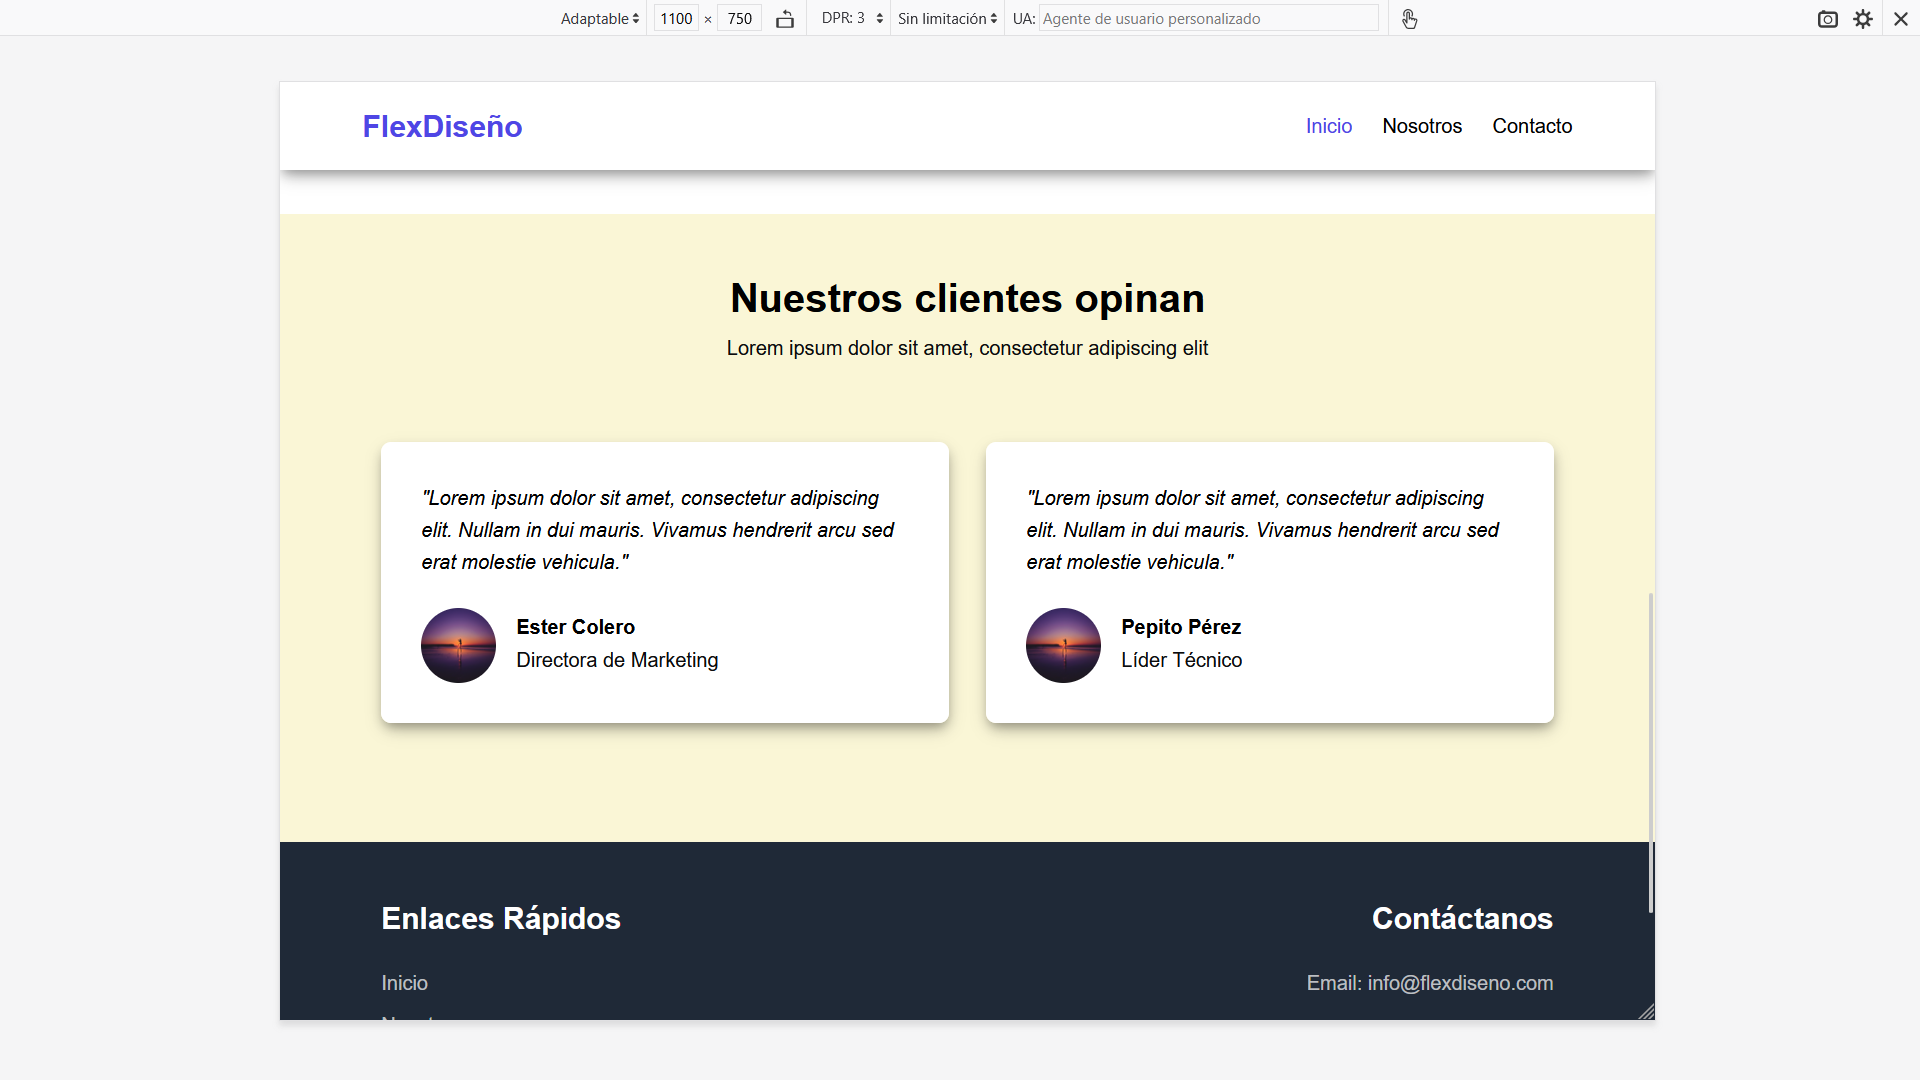 Adaptable 1100 × 750 DPR: 3 Sin limitación UA: Agente de usuario personalizado
FlexDiseño Inicio Nosotros Contacto
Nuestros clientes opinan
Lorem ipsum dolor sit amet, consectetur adipiscing elit
"Lorem ipsum dolor sit amet, consectetur adipiscing
elit. Nullam in dui mauris. Vivamus hendrerit arcu sed
erat molestie vehicula."
Ester Colero
Directora de Marketing
"Lorem ipsum dolor sit amet, consectetur adipiscing
elit. Nullam in dui mauris. Vivamus hendrerit arcu sed
erat molestie vehicula."
Pepito Pérez
Líder Técnico
Enlaces Rápidos
Inicio
Contáctanos
Email: info@flexdiseno.com